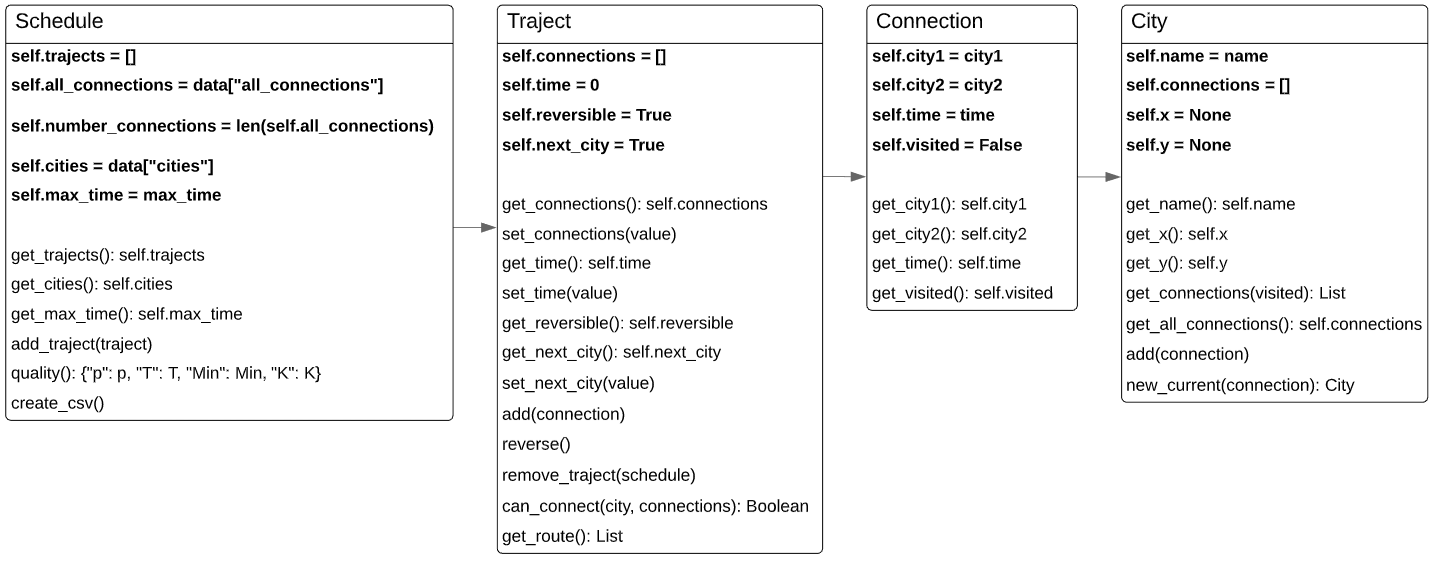 Schedule
self.trajects = []
self.all_connections = data["all_connections"]
self.number_connections = len(self.all_connections)
self.cities = data["cities"]
self.max_time = max_time
get_trajects(): self.trajects
get_cities(): self.cities
get_max_time(): self.max_time
add_traject(traject)
quality(): {"p": p, "T": T, "Min": Min, "K": K}
create_csv()
Traject
self.connections = []
self.time = 0
self.reversible = True
self.next_city = True
get_connections(): self.connections
set_connections(value)
get_time(): self.time
set_time(value)
get_reversible(): self.reversible
get_next_city(): self.next_city
set_next_city(value)
add(connection)
reverse()
remove_traject(schedule)
can_connect(city, connections): Boolean
get_route(): List
Connection
self.city1 = city1
self.city2 = city2
self.time = time
self.visited = False
get_city1(): self.city1
get_city2(): self.city2
get_time(): self.time
get_visited(): self.visited
City
self.name = name
self.connections = []
self.x = None
self.y = None
get_name(): self.name
get_x(): self.x
get_y(): self.y
get_connections(visited): List
get_all_connections(): self.connections
add(connection)
new_current(connection): City